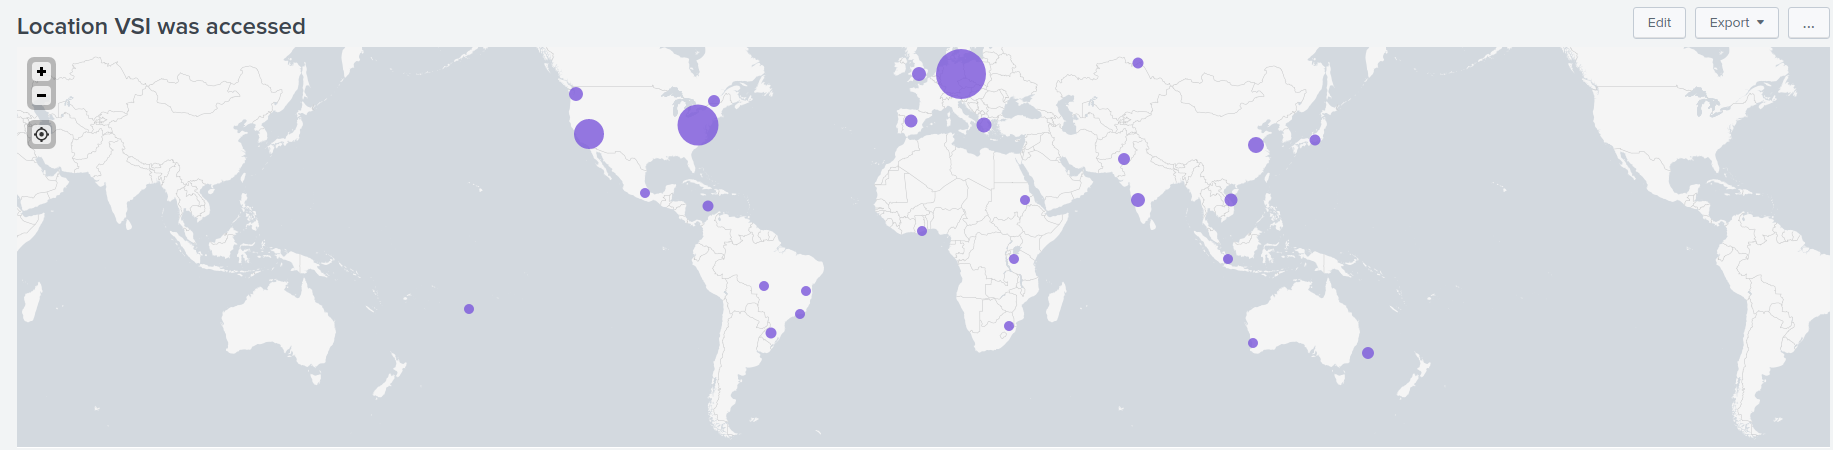 Location VSI was accessed
Edit
Export
...
+
−